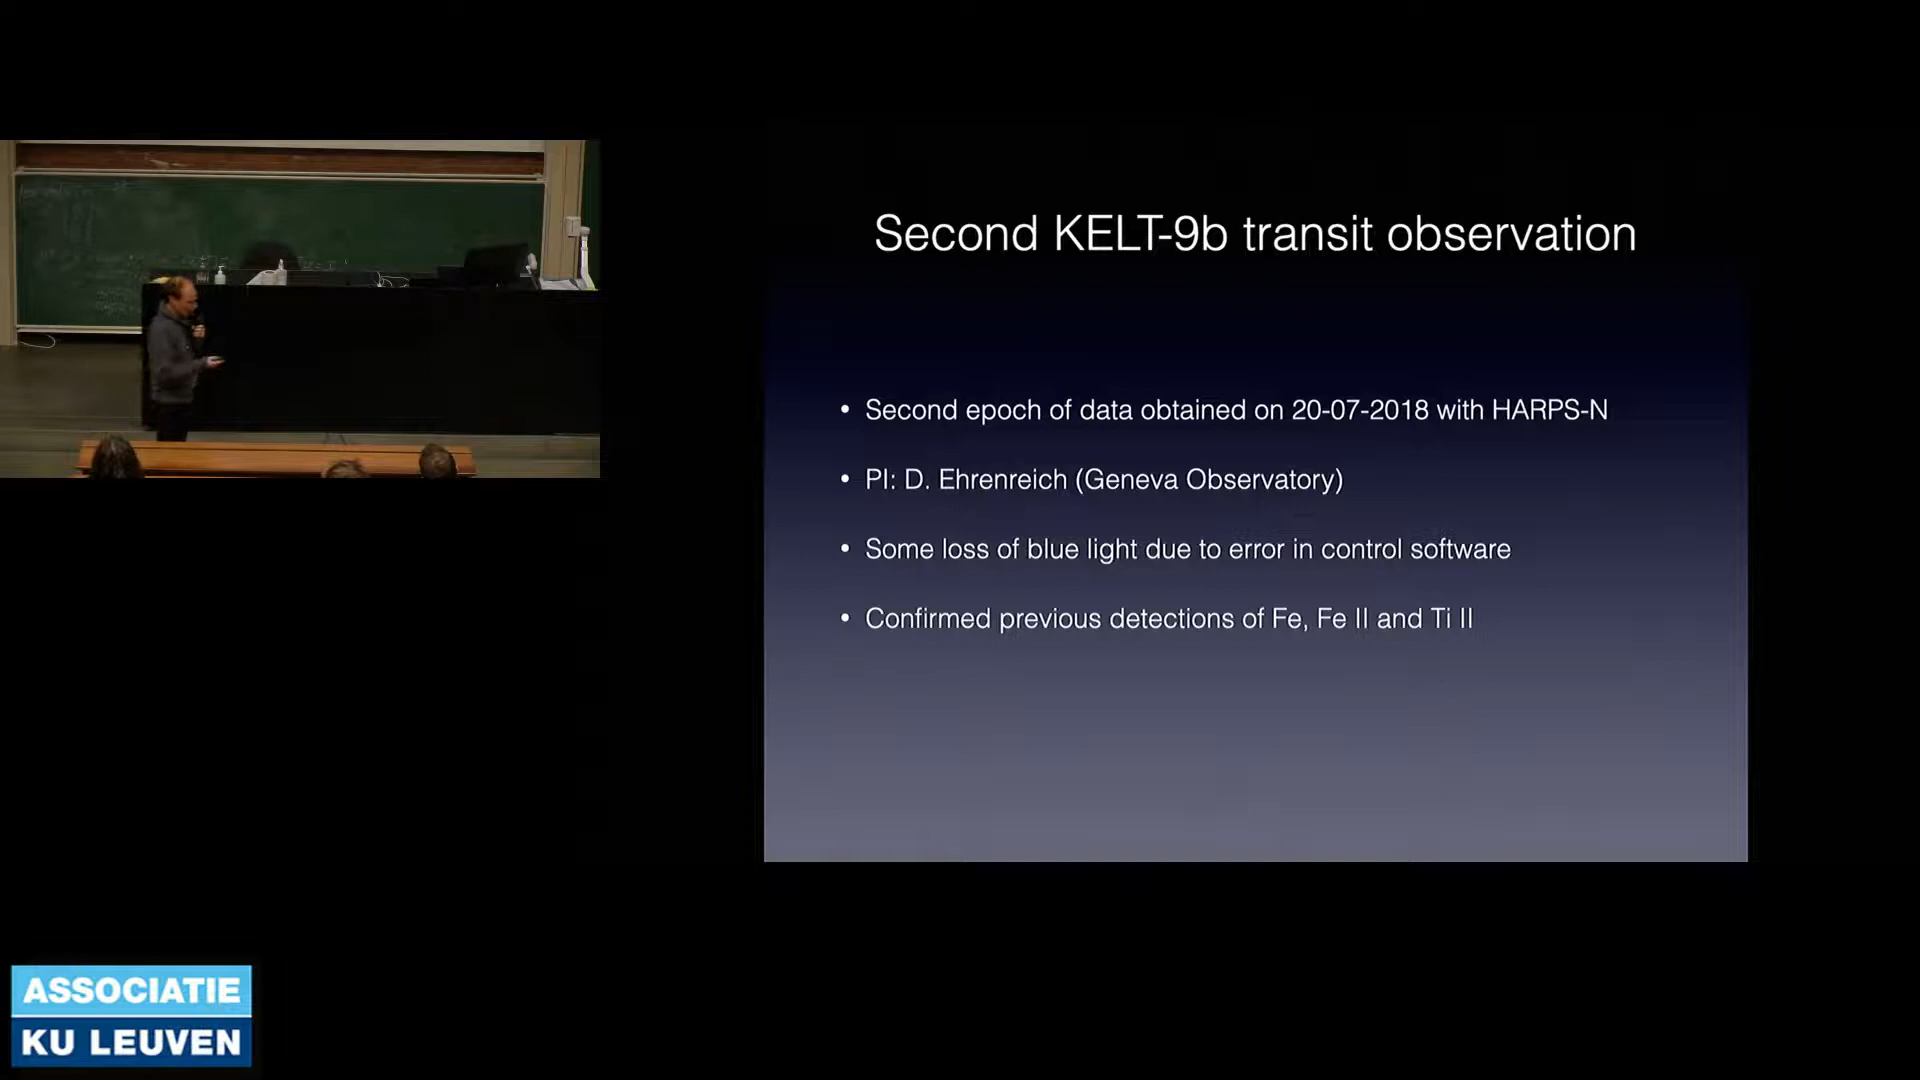 Second KELT-9b transit observation
• Second epoch of data obtained on 20-07-2018 with HARPS-N
• PI: D. Ehrenreich (Geneva Observatory)
• Some loss of blue light due to error in control software
• Confirmed previous detections of Fe, Fe II and Ti II
ASSOCIATIE
KU LEUVEN